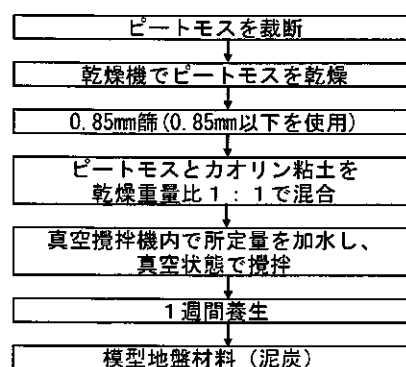 ピートモスを裁断
乾燥機でピートモスを乾燥
0.85㎜篩(0.85㎜以下を使用)
ピートモスとカオリン粘土を
乾燥重量比１：１で混合
真空攪拌機内で所定量を加水し、
真空状態で攪拌
１週間養生
模型地盤材料（泥炭）